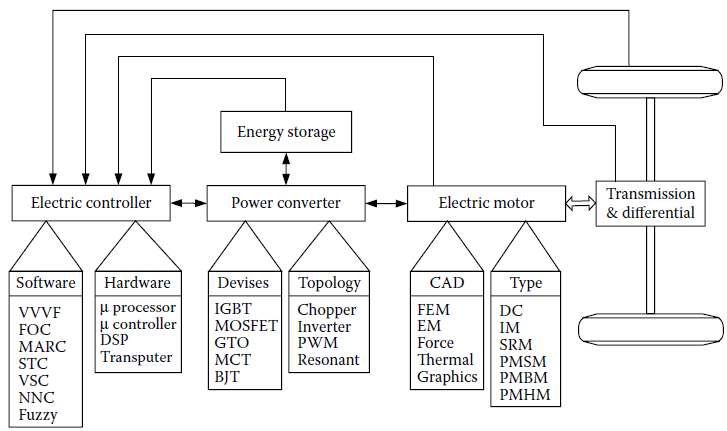 Energy storage
Electric controller
Power converter
Electric motor
Transmission
& differential
Software
VVVF
FOC
MARC
STC
VSC
NNC
Fuzzy
Hardware
μ processor
μ controller
DSP
Transputer
Devises
IGBT
MOSFET
GTO
MCT
BJT
Topology
Chopper
Inverter
PWM
Resonant
CAD
FEM
EM
Force
Thermal
Graphics
Type
DC
IM
SRM
PMSM
PMBM
PMHM